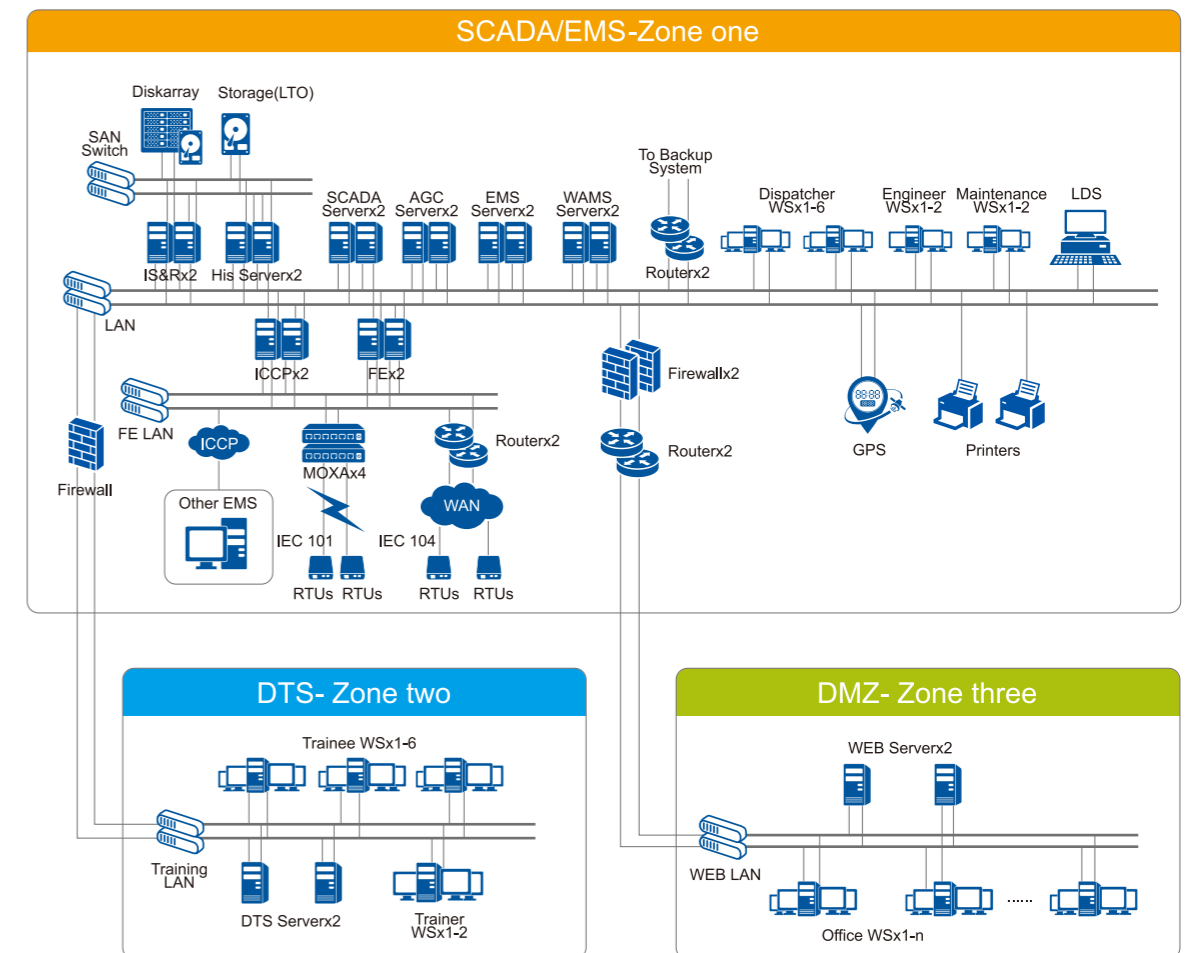 SCADA/EMS-Zone one
Diskarray
Storage(LTO)
SAN
Switch
To Backup
System
SCADA
Serverx2
AGC
Serverx2
EMS
Serverx2
WAMS
Serverx2
Dispatcher
WSx1-6
Engineer
WSx1-2
Maintenance
WSx1-2
LDS
IS&Rx2
His Serverx2
Routerx2
LAN
ICCPx2
FEx2
Firewallx2
88:88
88:88
FE LAN
ICCP
Routerx2
Routerx2
GPS
Printers
MOXAx4
Firewall
Other EMS
WAN
IEC 101
IEC 104
RTUs
RTUs
RTUs
RTUs
DTS- Zone two
Trainee WSx1-6
Training
LAN
DTS Serverx2
Trainer
WSx1-2
DMZ- Zone three
WEB Serverx2
WEB LAN
......
Office WSx1-n